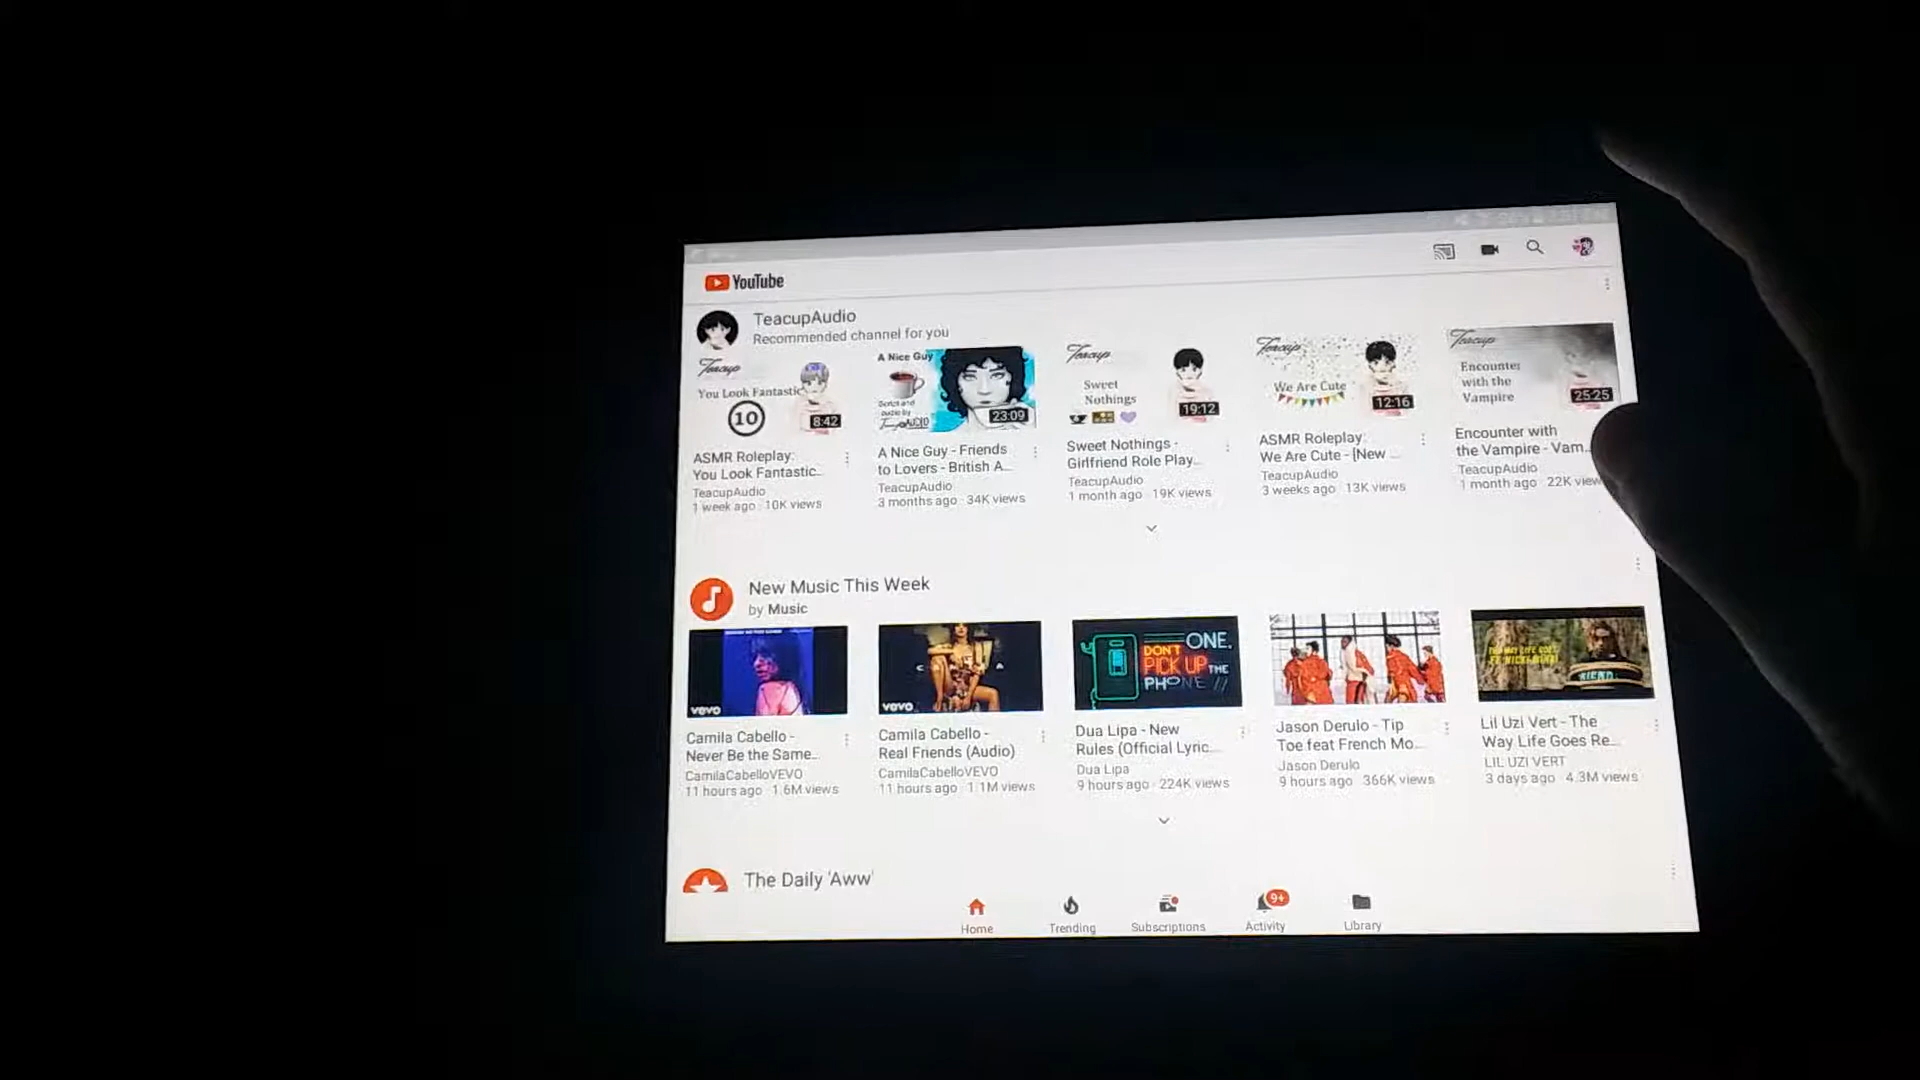 YouTube
TeacupAudio
Recommended channel for you
Teacup
You Look Fantastic
10
8:42
A Nice Guy
Script and
audio by
23:09
Teacup
Sweet
Nothings
19:12
Teacup
We Are Cute
12:16
Teacup
Encounter
with the
Vampire
25:25
ASMR Roleplay:
You Look Fantastic...
TeacupAudio
1 week ago · 10K views
A Nice Guy - Friends
to Lovers - British A...
TeacupAudio
3 months ago · 34K views
Sweet Nothings -
Girlfriend Role Play...
TeacupAudio
1 month ago · 19K views
ASMR Roleplay:
We Are Cute - [New ...
TeacupAudio
3 weeks ago · 13K views
Encounter with
the Vampire - Vam...
TeacupAudio
1 month ago · 22K view
New Music This Week
by Music
vevo
C A
vevo
ONE.
DON'T
PICK UP THE
PHONE //
Camila Cabello -
Never Be the Same...
CamilaCabelloVEVO
11 hours ago · 1.6M views
Camila Cabello -
Real Friends (Audio)
CamilaCabelloVEVO
11 hours ago · 1.1M views
Dua Lipa - New
Rules (Official Lyric...
Dua Lipa
9 hours ago · 224K views
Jason Derulo - Tip
Toe feat French Mo...
Jason Derulo
9 hours ago · 366K views
Lil Uzi Vert - The
Way Life Goes Re...
LIL UZI VERT
3 days ago · 4.3M views
The Daily 'Aww'
9+
Home
Trending
Subscriptions
Activity
Library